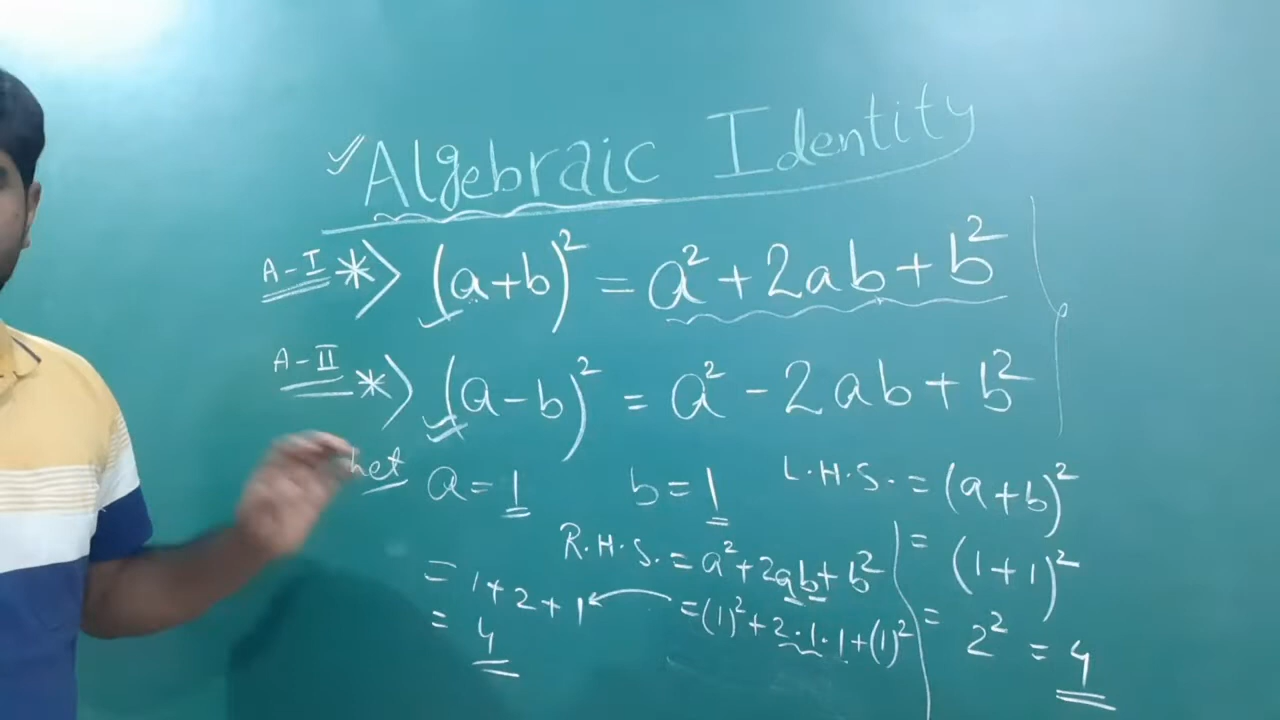 ✓ Algebraic Identity
A-I *> (a+b)² = a² + 2ab + b²
A-II *> (a-b)² = a² - 2ab + b²
Let a = 1 b = 1
L.H.S. = (a+b)²
= (1+1)²
= 2² = 4
R.H.S. = a² + 2ab + b²
= (1)² + 2·1·1 + (1)²
= 1 + 2 + 1
= 4